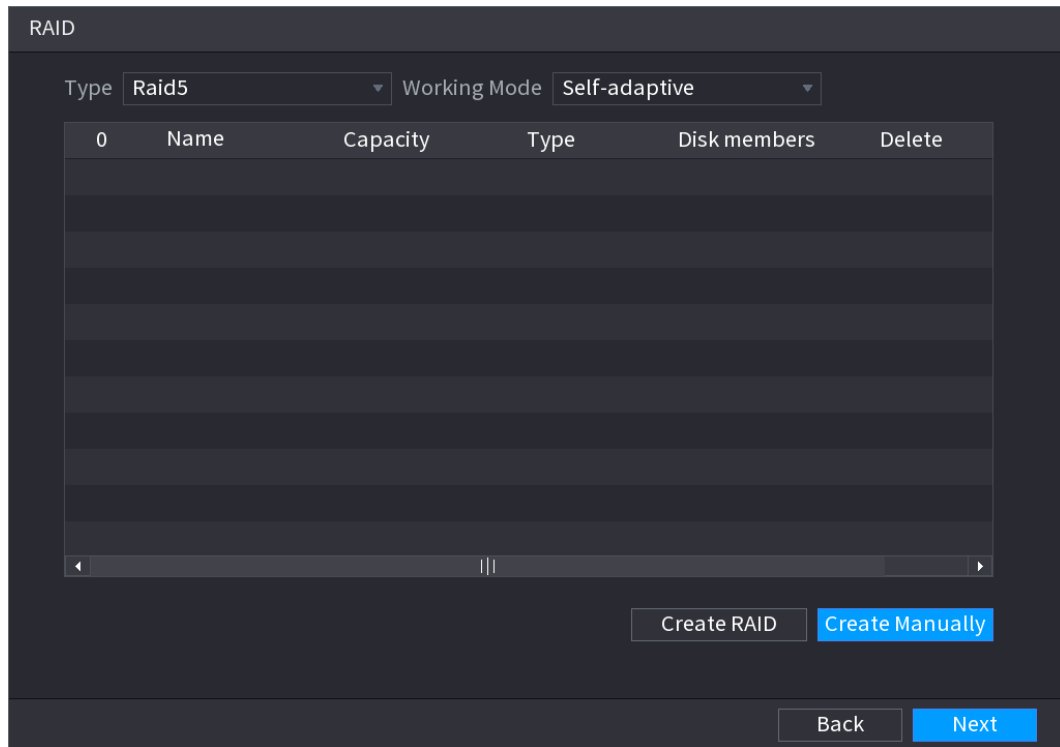 RAID
Type Raid5 Working Mode Self-adaptive
0 Name Capacity Type Disk members Delete
Create RAID Create Manually
Back Next